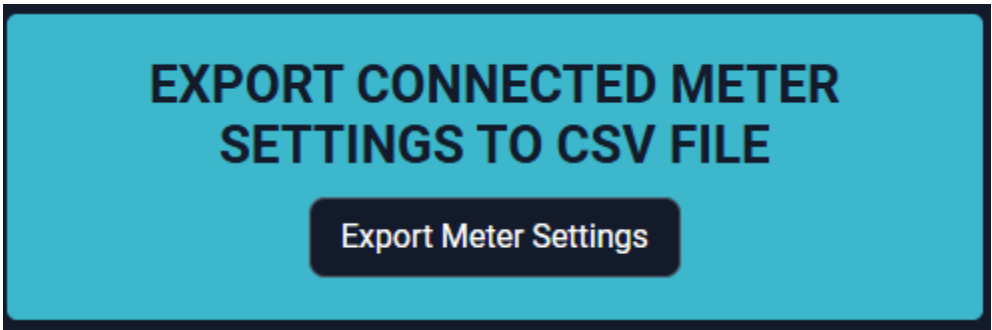 EXPORT CONNECTED METER
SETTINGS TO CSV FILE
Export Meter Settings